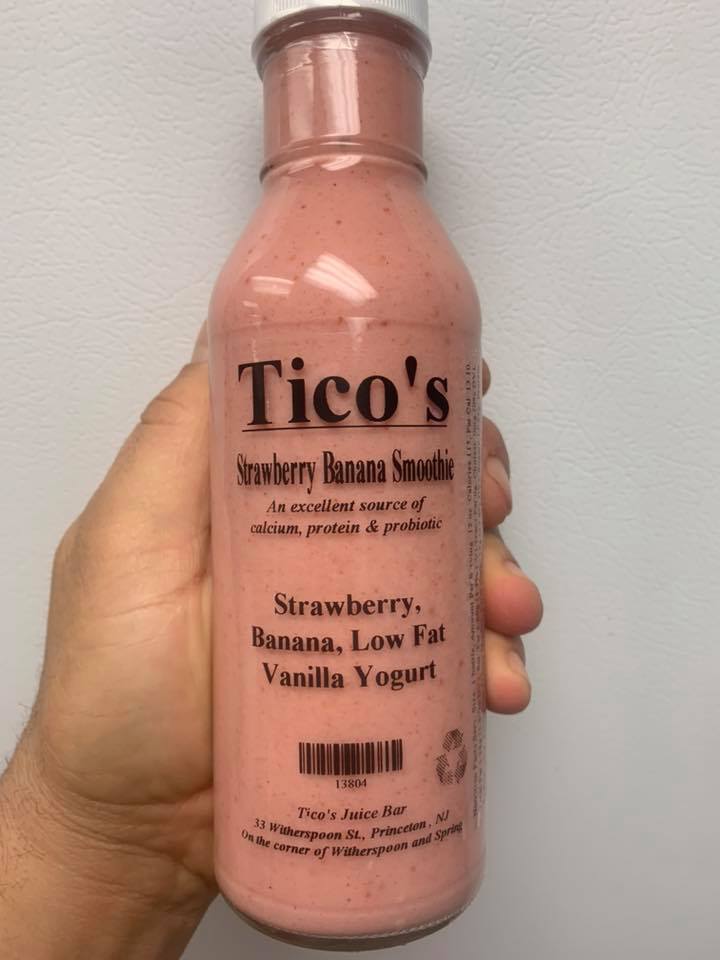 Tico's
Strawberry Banana Smoothie
An excellent source of
calcium, protein & probiotic
Strawberry,
Banana, Low Fat
Vanilla Yogurt
13804
Tico's Juice Bar
33 Witherspoon St., Princeton, NJ
On the corner of Witherspoon and Spring